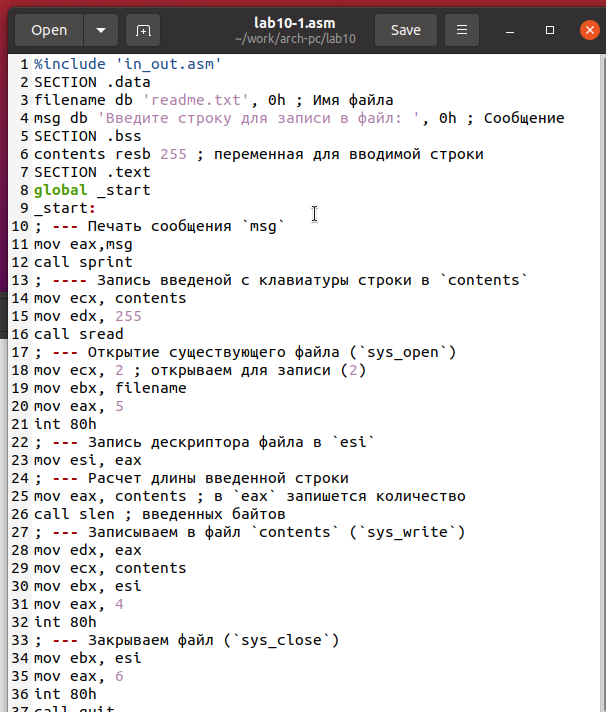 Open
lab10-1.asm
~/work/arch-pc/lab10
Save
1 %include 'in_out.asm'
2 SECTION .data
3 filename db 'readme.txt', 0h ; Имя файла
4 msg db 'Введите строку для записи в файл: ', 0h ; Сообщение
5 SECTION .bss
6 contents resb 255 ; переменная для вводимой строки
7 SECTION .text
8 global _start
9 _start:
10 ; --- Печать сообщения `msg`
11 mov eax,msg
12 call sprint
13 ; ---- Запись введеной с клавиатуры строки в `contents`
14 mov ecx, contents
15 mov edx, 255
16 call sread
17 ; --- Открытие существующего файла (`sys_open`)
18 mov ecx, 2 ; открываем для записи (2)
19 mov ebx, filename
20 mov eax, 5
21 int 80h
22 ; --- Запись дескриптора файла в `esi`
23 mov esi, eax
24 ; --- Расчет длины введенной строки
25 mov eax, contents ; в `eax` запишется количество
26 call slen ; введенных байтов
27 ; --- Записываем в файл `contents` (`sys_write`)
28 mov edx, eax
29 mov ecx, contents
30 mov ebx, esi
31 mov eax, 4
32 int 80h
33 ; --- Закрываем файл (`sys_close`)
34 mov ebx, esi
35 mov eax, 6
36 int 80h
37 call quit